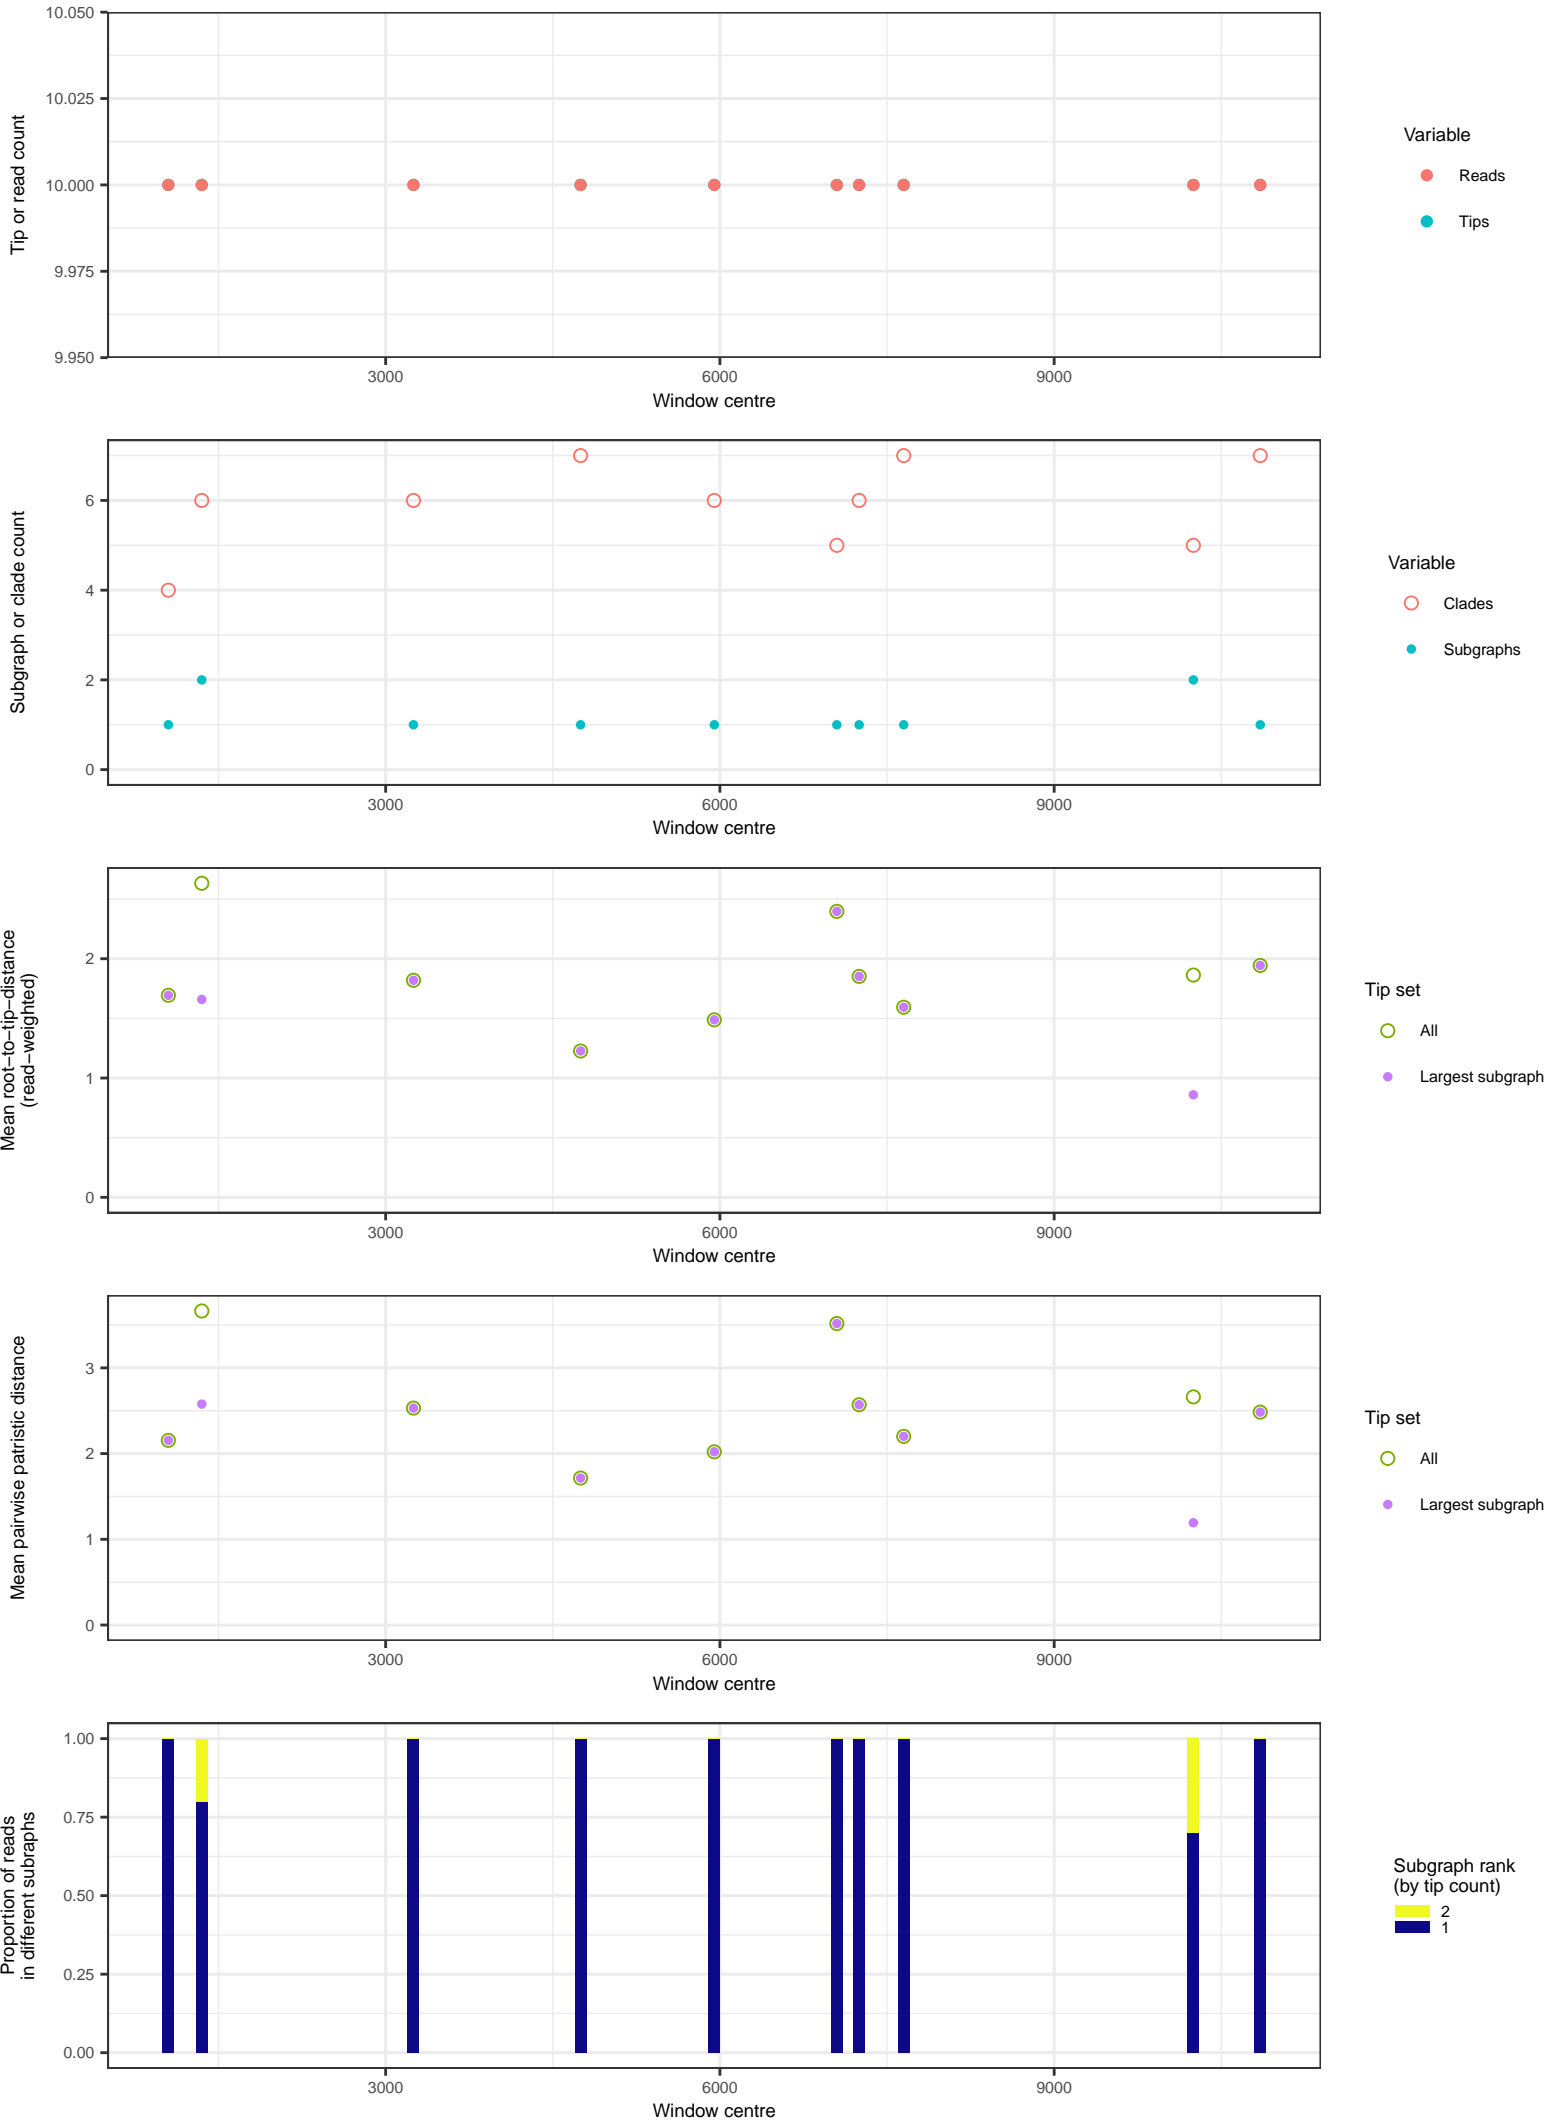 10.050
10.025
10.000
9.975
9.950
Tip or read count
3000
6000
9000
Window centre
Variable
Reads
Tips
6
4
2
0
Subgraph or clade count
3000
6000
9000
Window centre
Variable
Clades
Subgraphs
2
1
0
Mean root−to−tip−distance
(read−weighted)
3000
6000
9000
Window centre
Tip set
All
Largest subgraph
3
2
1
0
Mean pairwise patristic distance
3000
6000
9000
Window centre
Tip set
All
Largest subgraph
1.00
0.75
0.50
0.25
0.00
Proportion of reads
in different subraphs
3000
6000
9000
Window centre
Subgraph rank
(by tip count)
2
1